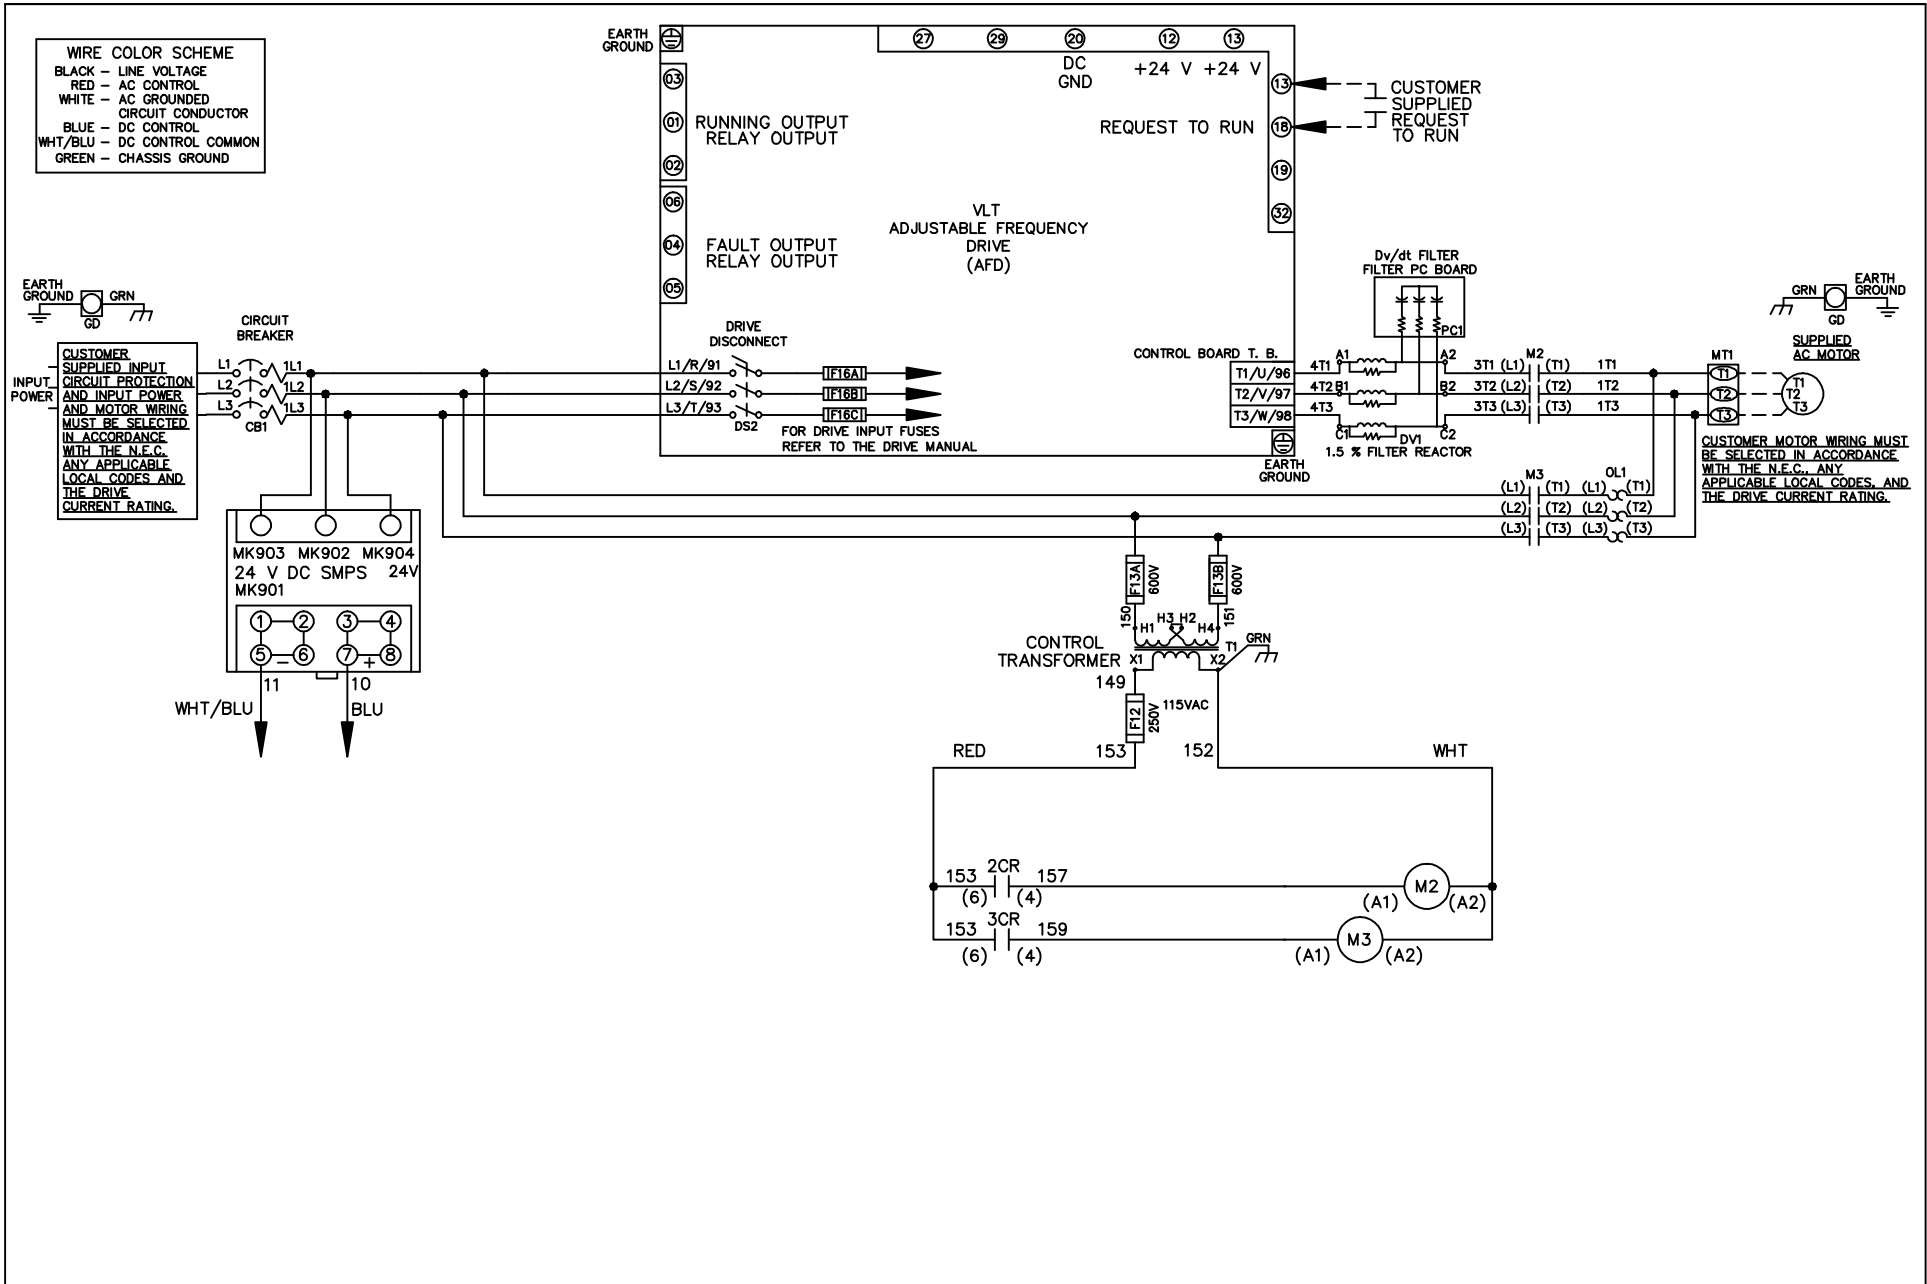 WIRE COLOR SCHEME
BLACK – LINE VOLTAGE
RED – AC CONTROL
WHITE – AC GROUNDED
CIRCUIT CONDUCTOR
BLUE – DC CONTROL
WHT/BLU – DC CONTROL COMMON
GREEN – CHASSIS GROUND
EARTH
GROUND
03
01
02
RUNNING OUTPUT
RELAY OUTPUT
06
04
05
FAULT OUTPUT
RELAY OUTPUT
27
29
20
12
13
DC
GND
+24 V
+24 V
13
18
19
32
REQUEST TO RUN
CUSTOMER
SUPPLIED
REQUEST
TO RUN
VLT
ADJUSTABLE FREQUENCY
DRIVE
(AFD)
Dv/dt FILTER
FILTER PC BOARD
PC1
EARTH
GROUND
GRN
GD
CIRCUIT
BREAKER
INPUT
POWER
CUSTOMER
SUPPLIED INPUT
CIRCUIT PROTECTION
AND INPUT POWER
AND MOTOR WIRING
MUST BE SELECTED
IN ACCORDANCE
WITH THE N.E.C.
ANY APPLICABLE
LOCAL CODES AND
THE DRIVE
CURRENT RATING.
L1
L2
L3
1L1
1L2
1L3
CB1
DRIVE
DISCONNECT
L1/R/91
L2/S/92
L3/T/93
DS2
F16A
F16B
F16C
FOR DRIVE INPUT FUSES
REFER TO THE DRIVE MANUAL
CONTROL BOARD T. B.
T1/U/96
T2/V/97
T3/W/98
EARTH
GROUND
4T1
4T2
4T3
A1
B1
C1
A2
B2
C2
DV1
1.5 % FILTER REACTOR
M2
3T1 (L1) (T1) 1T1
3T2 (L2) (T2) 1T2
3T3 (L3) (T3) 1T3
MT1
T1
T2
T3
GRN
GD
EARTH
GROUND
SUPPLIED
AC MOTOR
T1
T2
T3
CUSTOMER MOTOR WIRING MUST
BE SELECTED IN ACCORDANCE
WITH THE N.E.C., ANY
APPLICABLE LOCAL CODES, AND
THE DRIVE CURRENT RATING.
M3
OL1
(L1) (T1) (L1) (T1)
(L2) (T2) (L2) (T2)
(L3) (T3) (L3) (T3)
MK903 MK902 MK904
24 V DC SMPS 24V
MK901
1
2
3
4
5
–
6
7
+
8
11
10
WHT/BLU
BLU
F13A
600V
F13B
600V
150
151
H1
H3
H2
H4
CONTROL
TRANSFORMER
X1
X2
T1
GRN
149
F12
250V
115VAC
RED
153
152
WHT
153
2CR
157
(6)
(4)
M2
(A1)
(A2)
153
3CR
159
(6)
(4)
M3
(A1)
(A2)